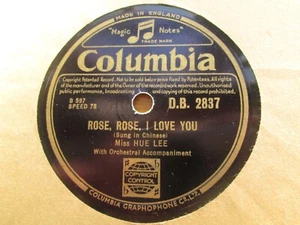 MADE IN ENGLAND
"Magic Notes"
TRADE MARK
Columbia
Copyright Patented Record. Not to be sold below price fixed by Patentees. All rights of the
manufacturer and of the Owner of the recorded work reserved. Unauthorised public performance,
broadcasting and copying of this record prohibited.
B 597
SPEED 78
D.B. 2837
ROSE, ROSE, I LOVE YOU
(Sung in Chinese)
Miss HUE LEE
With Orchestral Accompaniment
COPYRIGHT
CONTROL
COLUMBIA GRAPHOPHONE CO. LTD.